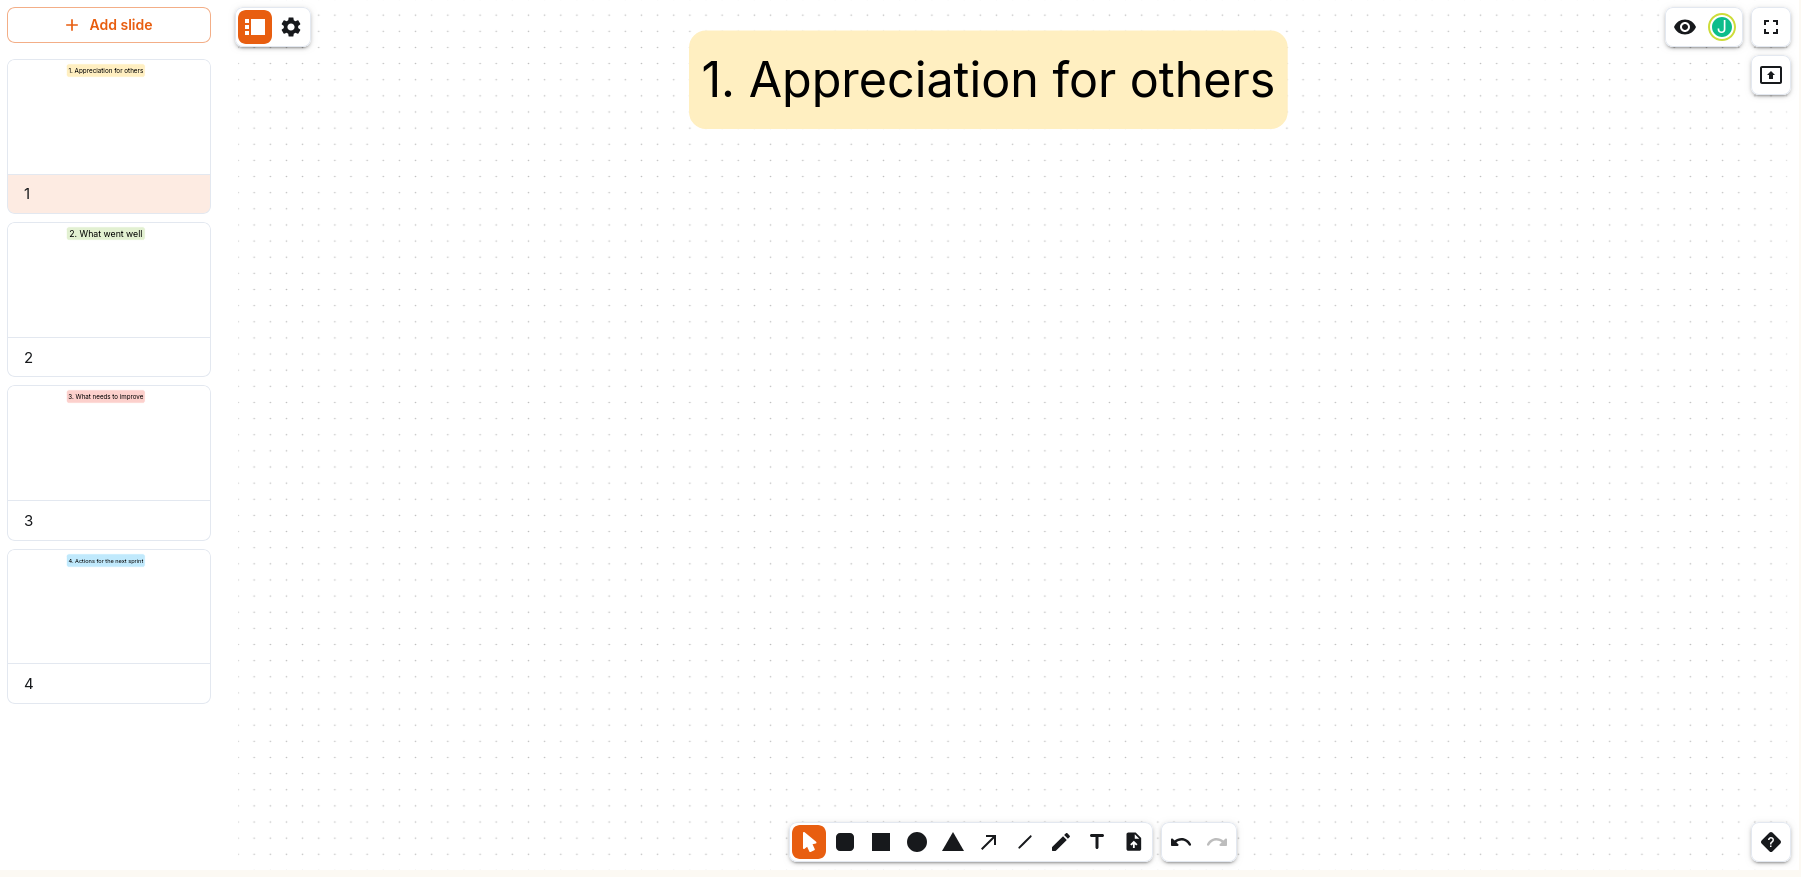 Add slide
1. Appreciation for others
1
2. What went well
2
3. What needs to improve
3
4. Actions for the next sprint
4
1. Appreciation for others
J
T
?